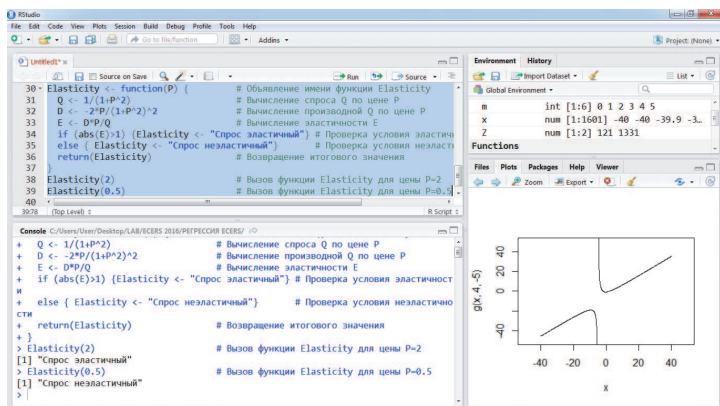 RStudio
File Edit Code View Plots Session Build Debug Profile Tools Help
Go to file/function Addins Project: (None)
Untitled1* ×
Source on Save Run Source
30 Elasticity <- function(P) { # Объявление имени функции Elasticity
31 Q <- 1/(1+P^2) # Вычисление спроса Q по цене P
32 D <- -2*P/(1+P^2)^2 # Вычисление производной Q по цене P
33 E <- D*P/Q # Вычисление эластичности E
34 if (abs(E)>1) {Elasticity <- "Спрос эластичный"} # Проверка условия эластичн
35 else { Elasticity <- "Спрос неэластичный"} # Проверка условия неэласт
36 return(Elasticity) # Возвращение итогового значения
37 }
38 Elasticity(2) # Вызов функции Elasticity для цены P=2
39 Elasticity(0.5) # Вызов функции Elasticity для цены P=0.5
40
39:78 (Top Level) R Script
Console C:/Users/User/Desktop/LAB/ECERS 2016/РЕГРЕССИЯ ECERS/
+ Q <- 1/(1+P^2) # Вычисление спроса Q по цене P
+ D <- -2*P/(1+P^2)^2 # Вычисление производной Q по цене P
+ E <- D*P/Q # Вычисление эластичности E
+ if (abs(E)>1) {Elasticity <- "Спрос эластичный"} # Проверка условия эластичност
и
+ else { Elasticity <- "Спрос неэластичный"} # Проверка условия неэластично
сти
+ return(Elasticity) # Возвращение итогового значения
+ }
> Elasticity(2) # Вызов функции Elasticity для цены P=2
[1] "Спрос эластичный"
> Elasticity(0.5) # Вызов функции Elasticity для цены P=0.5
[1] "Спрос неэластичный"
>
Environment History
Import Dataset List
Global Environment
m int [1:6] 0 1 2 3 4 5
x num [1:1601] -40 -40 -39.9 -3…
Z num [1:2] 121 1331
Functions
Files Plots Packages Help Viewer
Zoom Export
g(x, 4, -5)
40
0
-40
-40 -20 0 20 40
x